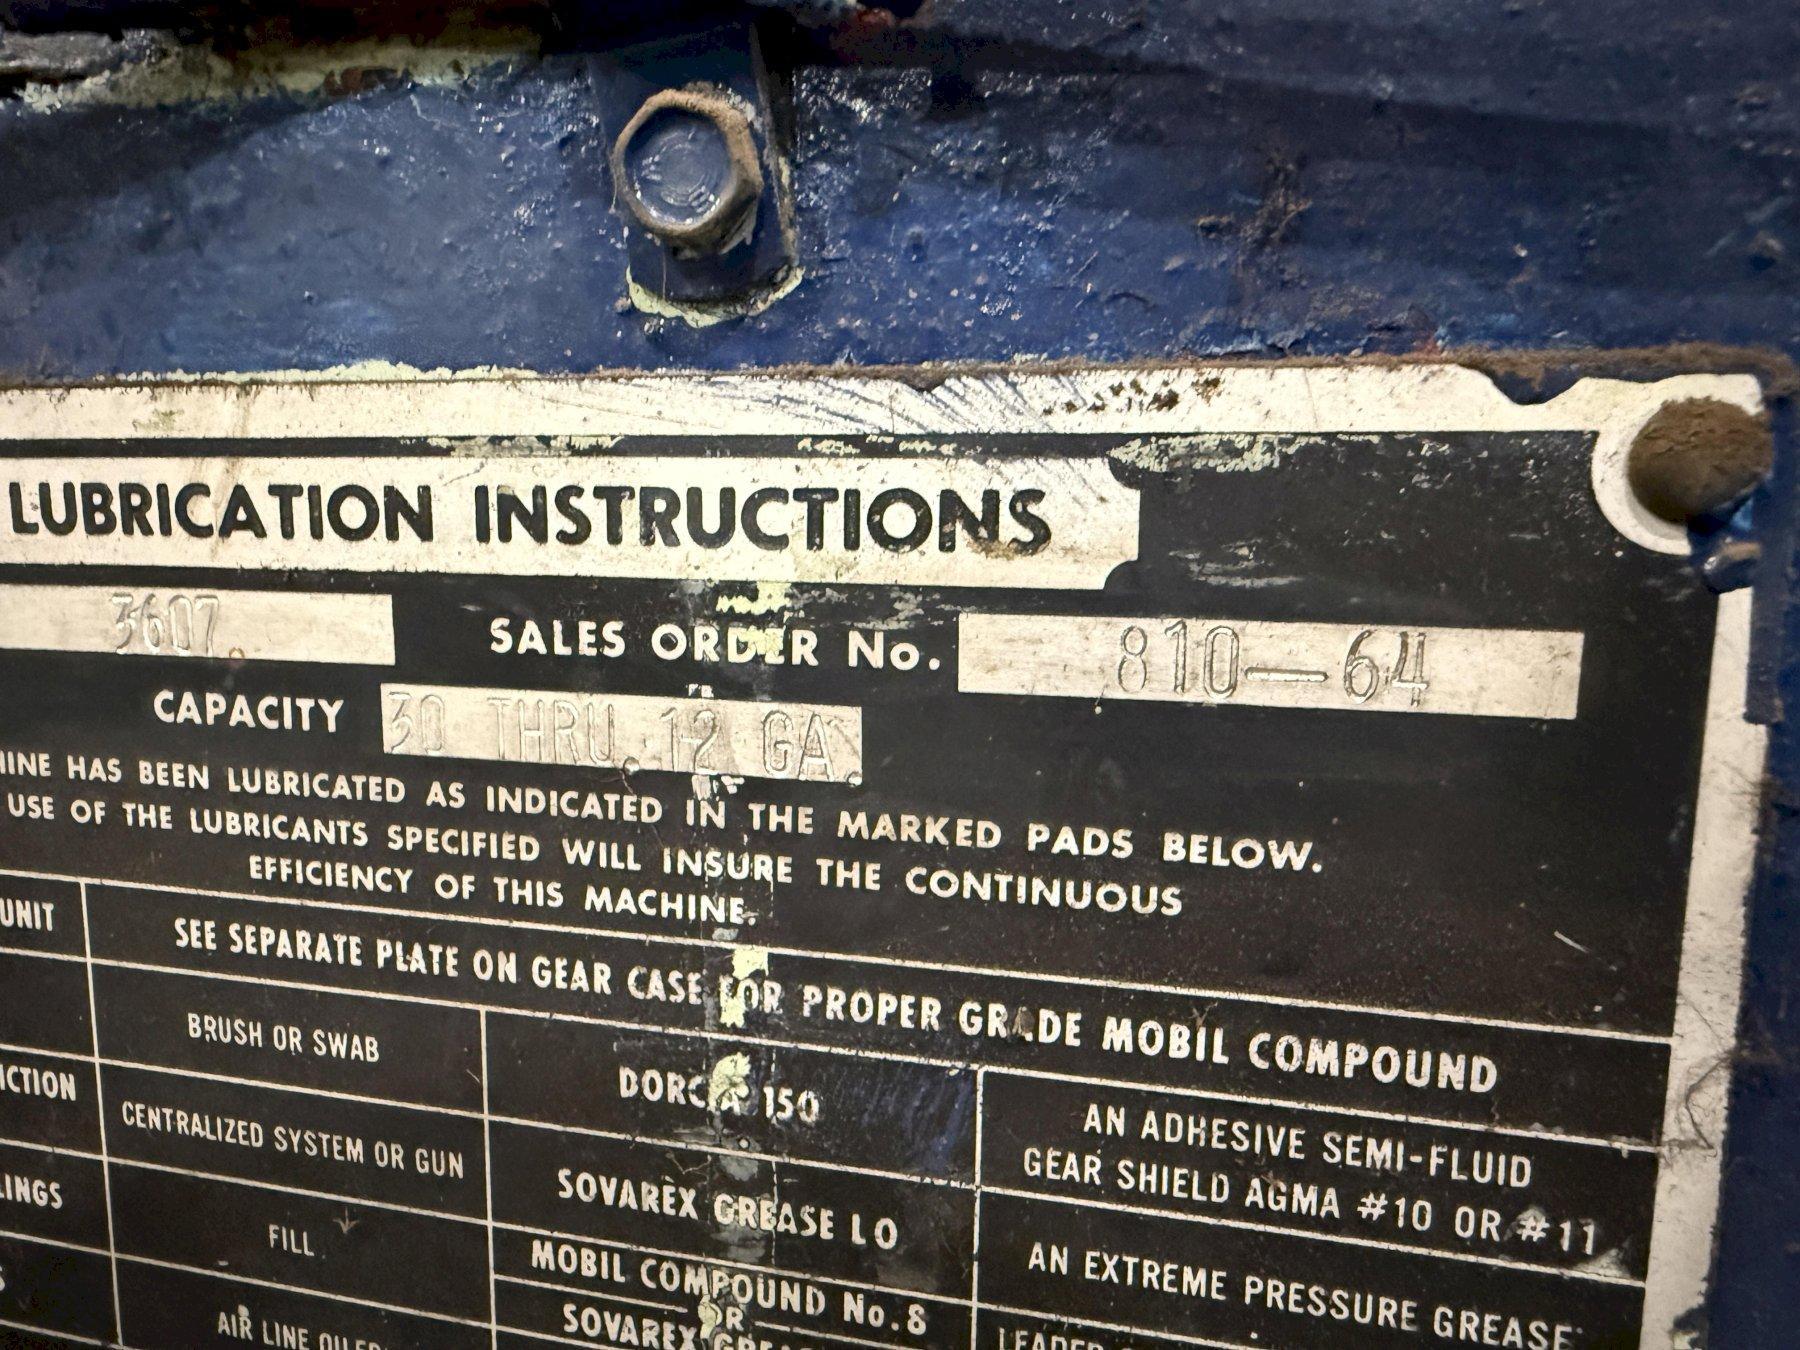 LUBRICATION INSTRUCTIONS
3607. SALES ORDER No. 810-64
CAPACITY 30 THRU. 12 GA.
HINE HAS BEEN LUBRICATED AS INDICATED IN THE MARKED PADS BELOW.
USE OF THE LUBRICANTS SPECIFIED WILL INSURE THE CONTINUOUS
EFFICIENCY OF THIS MACHINE.
UNIT SEE SEPARATE PLATE ON GEAR CASE FOR PROPER GRADE MOBIL COMPOUND
BRUSH OR SWAB DORCIA 150 AN ADHESIVE SEMI-FLUID
GEAR SHIELD AGMA #10 OR #11
ICTION CENTRALIZED SYSTEM OR GUN SOVAREX GREASE L O AN EXTREME PRESSURE GREASE
LINGS FILL MOBIL COMPOUND No. 8
OR
S AIR LINE OILER SOVAREX GREAS LEADED